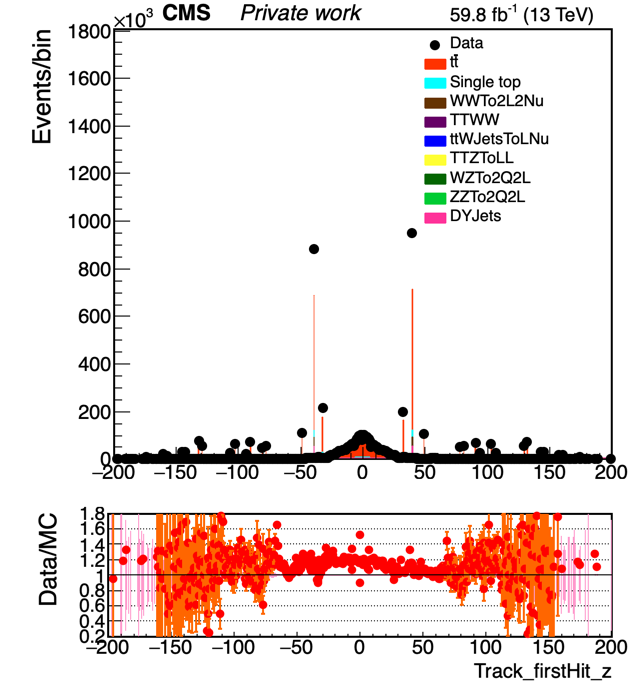 ×10³ CMS Private work 59.8 fb⁻¹ (13 TeV)
Events/bin
1800
1600
1400
1200
1000
800
600
400
200
0
Data
tt̄
Single top
WWTo2L2Nu
TTWW
ttWJetsToLNu
TTZToLL
WZTo2Q2L
ZZTo2Q2L
DYJets
−200 −150 −100 −50 0 50 100 150 200
Data/MC
1.8
1.6
1.4
1.2
1
0.8
0.6
0.4
0.2
−200 −150 −100 −50 0 50 100 150 200
Track_firstHit_z